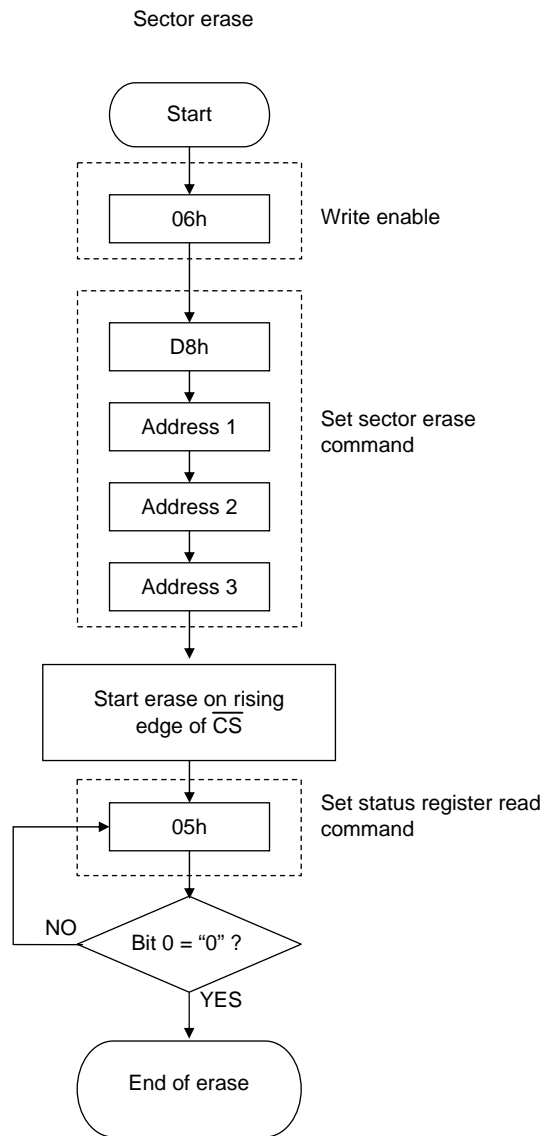 Sector erase
Start
06h
Write enable
D8h
Address 1
Set sector erase
command
Address 2
Address 3
Start erase on rising
edge of C̅S̅
05h
Set status register read
command
NO
Bit 0 = “0” ?
YES
End of erase